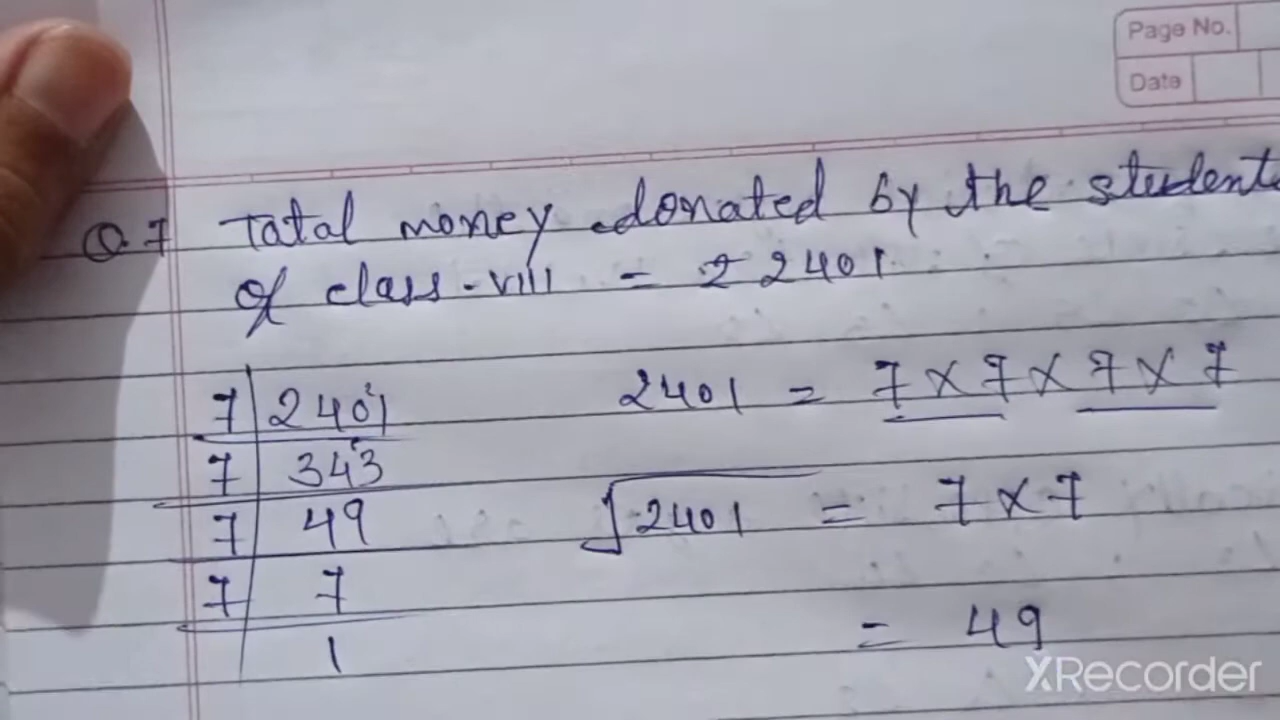 Page No.
Date
Q.7 Tatal money donated by the student
of class-VIII = ₹ 2401
7 | 2401
7 | 343
7 | 49
7 | 7
1
2401 = 7 × 7 × 7 × 7
√2401 = 7 × 7
= 49
XRecorder